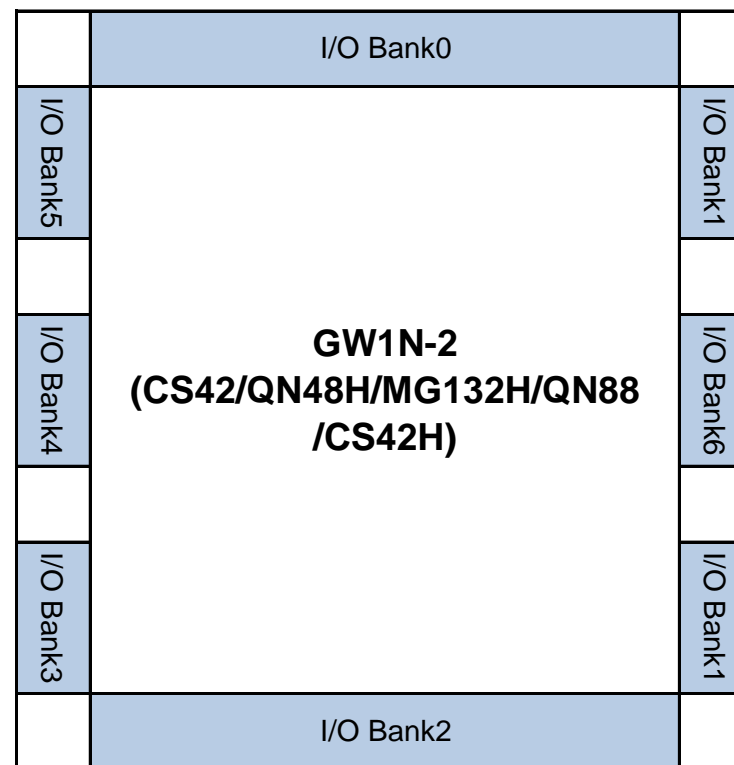 I/O Bank0
I/O Bank5
I/O Bank1
I/O Bank4
GW1N-2
(CS42/QN48H/MG132H/QN88
/CS42H)
I/O Bank6
I/O Bank3
I/O Bank1
I/O Bank2